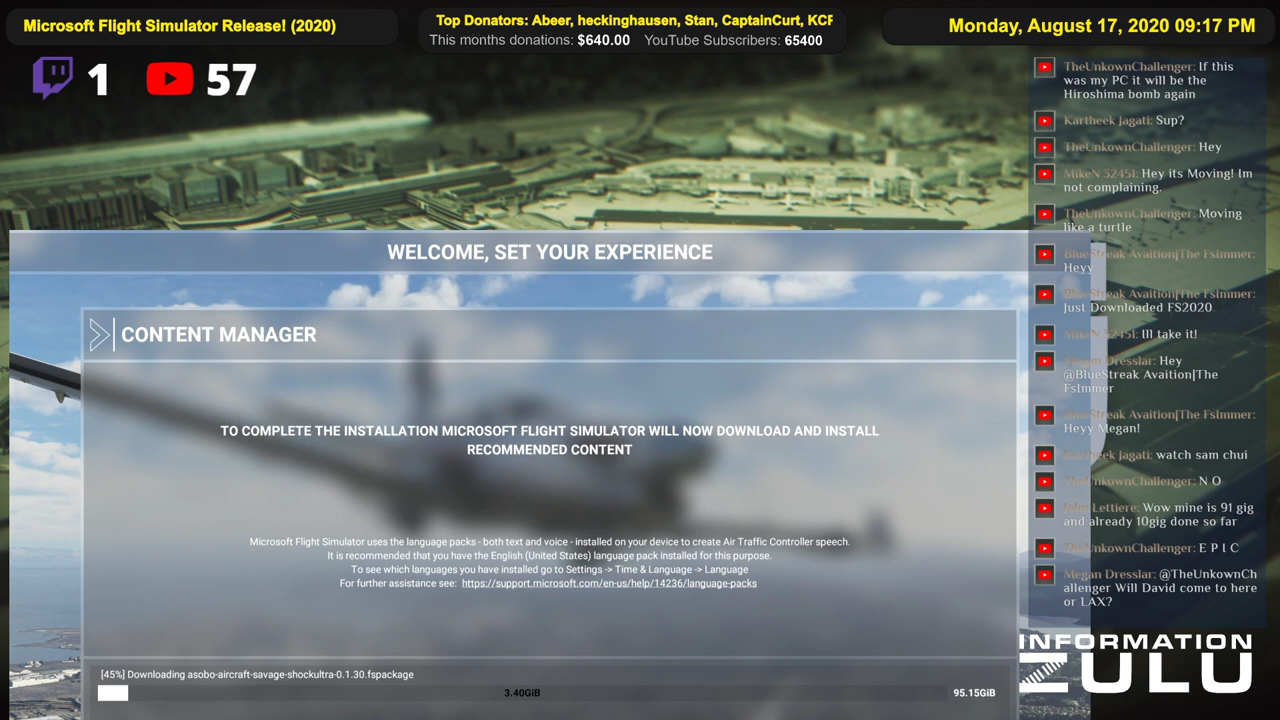 Microsoft Flight Simulator Release! (2020)
Top Donators: Abeer, heckinghausen, Stan, CaptainCurt, KCF
This months donations: $640.00 YouTube Subscribers: 65400
Monday, August 17, 2020 09:17 PM
1 57
TheUnkownChallenger: If this
was my PC it will be the
Hiroshima bomb again
Kartheek Jagati: Sup?
TheUnkownChallenger: Hey
MikeN 3245I: Hey its Moving! Im
not complaining.
TheUnkownChallenger: Moving
like a turtle
BlueStreak Avaition|The FsImmer:
Heyy
BlueStreak Avaition|The FsImmer:
Just Downloaded FS2020
MikeN 3245I: Ill take it!
Megan Dresslar: Hey
@BlueStreak Avaition|The
FsImmer
BlueStreak Avaition|The FsImmer:
Heyy Megan!
Kartheek Jagati: watch sam chui
TheUnkownChallenger: N O
John Lettiere: Wow mine is 91 gig
and already 10gig done so far
TheUnkownChallenger: E P I C
Megan Dresslar: @TheUnkownCh
allenger Will David come to here
or LAX?
WELCOME, SET YOUR EXPERIENCE
CONTENT MANAGER
TO COMPLETE THE INSTALLATION MICROSOFT FLIGHT SIMULATOR WILL NOW DOWNLOAD AND INSTALL
RECOMMENDED CONTENT
Microsoft Flight Simulator uses the language packs - both text and voice - installed on your device to create Air Traffic Controller speech.
It is recommended that you have the English (United States) language pack installed for this purpose.
To see which languages you have installed go to Settings -> Time & Language -> Language
For further assistance see: https://support.microsoft.com/en-us/help/14236/language-packs
[45%] Downloading asobo-aircraft-savage-shockultra-0.1.30.fspackage
3.40GiB
95.15GiB
INFORMATION
ZULU